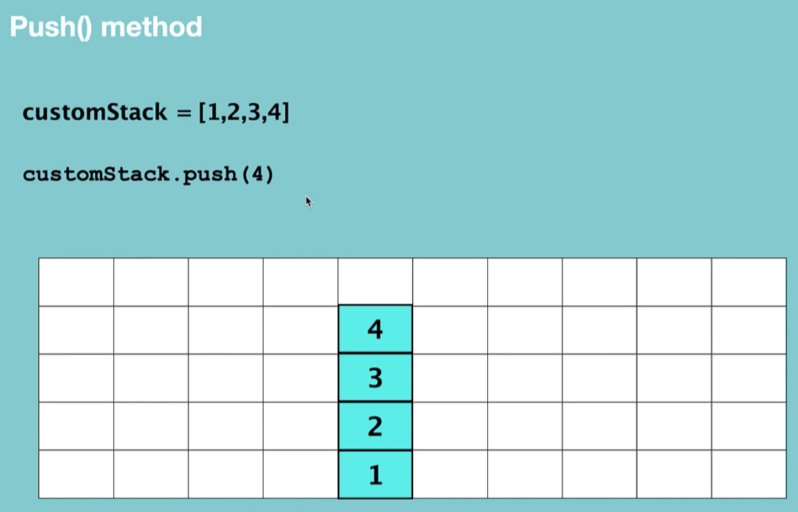 Push() method
customStack = [1,2,3,4]
customStack.push(4)
4
3
2
1